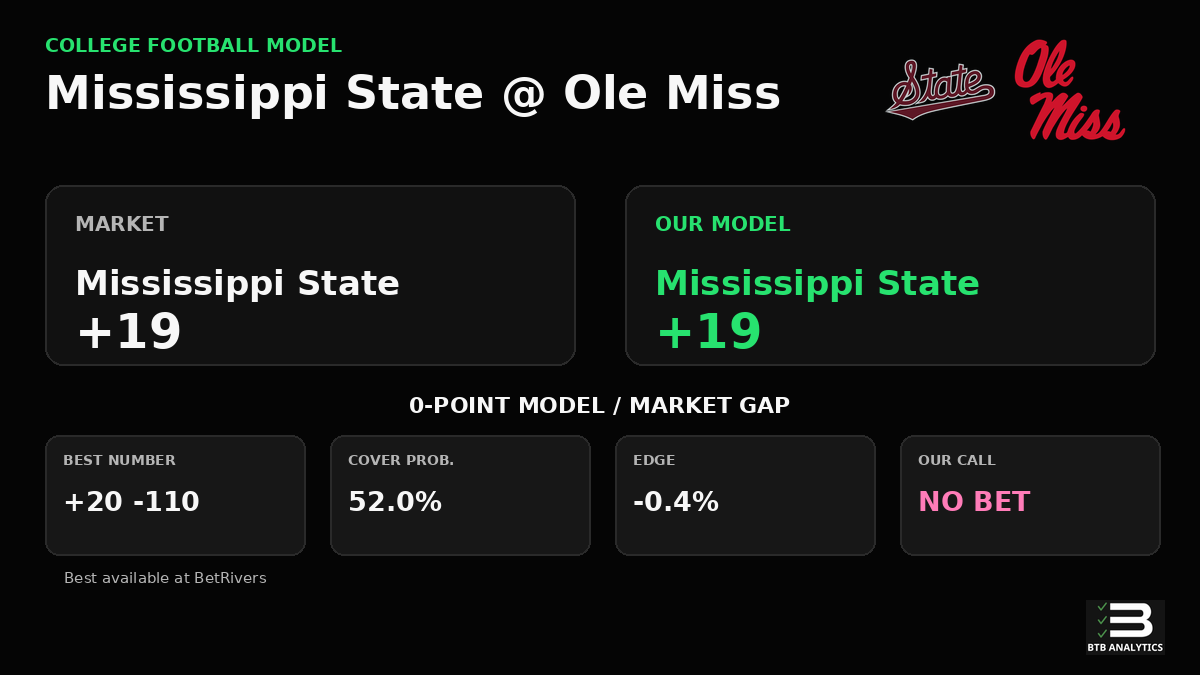 COLLEGE FOOTBALL MODEL
Mississippi State @ Ole Miss
State
Ole
Miss
MARKET
Mississippi State
+19
OUR MODEL
Mississippi State
+19
0-POINT MODEL / MARKET GAP
BEST NUMBER
+20 -110
COVER PROB.
52.0%
EDGE
-0.4%
OUR CALL
NO BET
Best available at BetRivers
B
BTB ANALYTICS